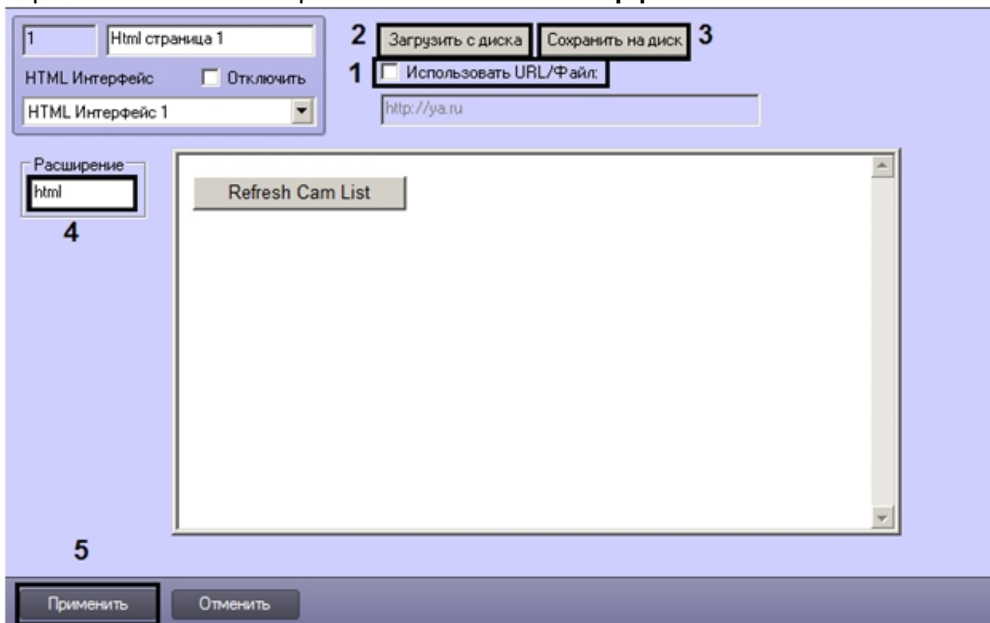 1 Html страница 1
HTML Интерфейс Отключить
HTML Интерфейс 1
2 Загрузить с диска Сохранить на диск 3
1 Использовать URL/Файл:
http://ya.ru
Расширение
html
4
Refresh Cam List
5
Применить Отменить